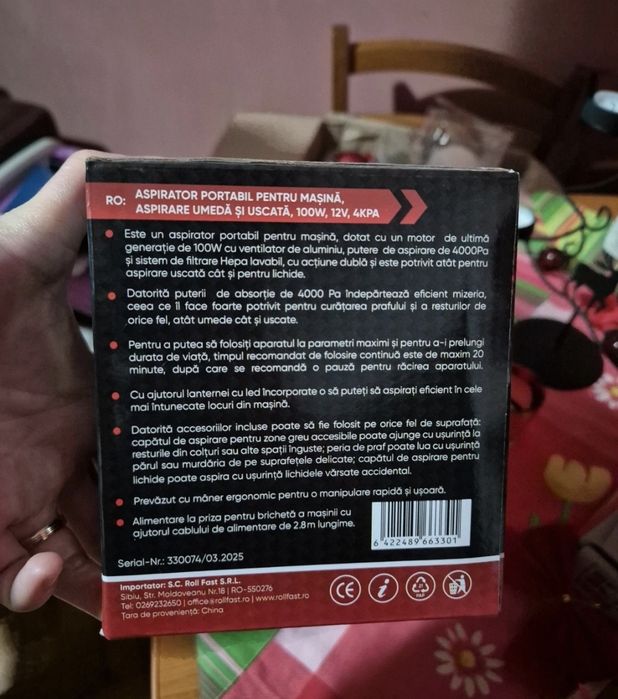 RO: ASPIRATOR PORTABIL PENTRU MAȘINĂ,
ASPIRARE UMEDĂ ȘI USCATĂ, 100W, 12V, 4KPA
Este un aspirator portabil pentru mașină, dotat cu un motor de ultimă
generație de 100W cu ventilator de aluminiu, putere de aspirare de 4000Pa
și sistem de filtrare Hepa lavabil, cu acțiune dublă și este potrivit atât pentru
aspirare uscată cât și pentru lichide.
Datorită puterii de absorție de 4000 Pa îndepărtează eficient mizeria,
ceea ce îl face foarte potrivit pentru curățarea prafului și a resturilor de
orice fel, atât umede cât și uscate.
Pentru a putea să folosiți aparatul la parametri maximi și pentru a-i prelungi
durata de viață, timpul recomandat de folosire continuă este de maxim 20
minute, după care se recomandă o pauză pentru răcirea aparatului.
Cu ajutorul lanternei cu led încorporate o să puteți să aspirați eficient în cele
mai întunecate locuri din mașină.
Datorită accesoriilor incluse poate să fie folosit pe orice fel de suprafață:
capătul de aspirare pentru zone greu accesibile poate ajunge cu ușurință la
resturile din colțuri sau alte spații înguste; peria de praf poate lua cu ușurință
părul sau murdăria de pe suprafețele delicate; capătul de aspirare pentru
lichide poate aspira cu ușurință lichidele vărsate accidental.
Prevăzut cu mâner ergonomic pentru o manipulare rapidă și ușoară.
Alimentare la priza pentru brichetă a mașinii cu
ajutorul cablului de alimentare de 2.8m lungime.
6 422489 663301
Serial-Nr.: 330074/03.2025
Importator: S.C. Roll Fast S.R.L.
Sibiu, Str. Moldoveanu Nr.18 | RO-550276
Tel: 0269232650 | office@rollfast.ro | www.rollfast.ro
Țara de proveniență: China
CE
PAP